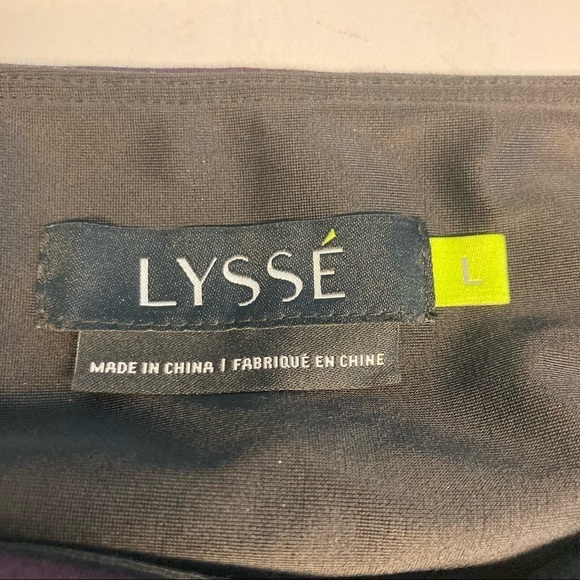 LYSSÉ
L
MADE IN CHINA | FABRIQUÉ EN CHINE